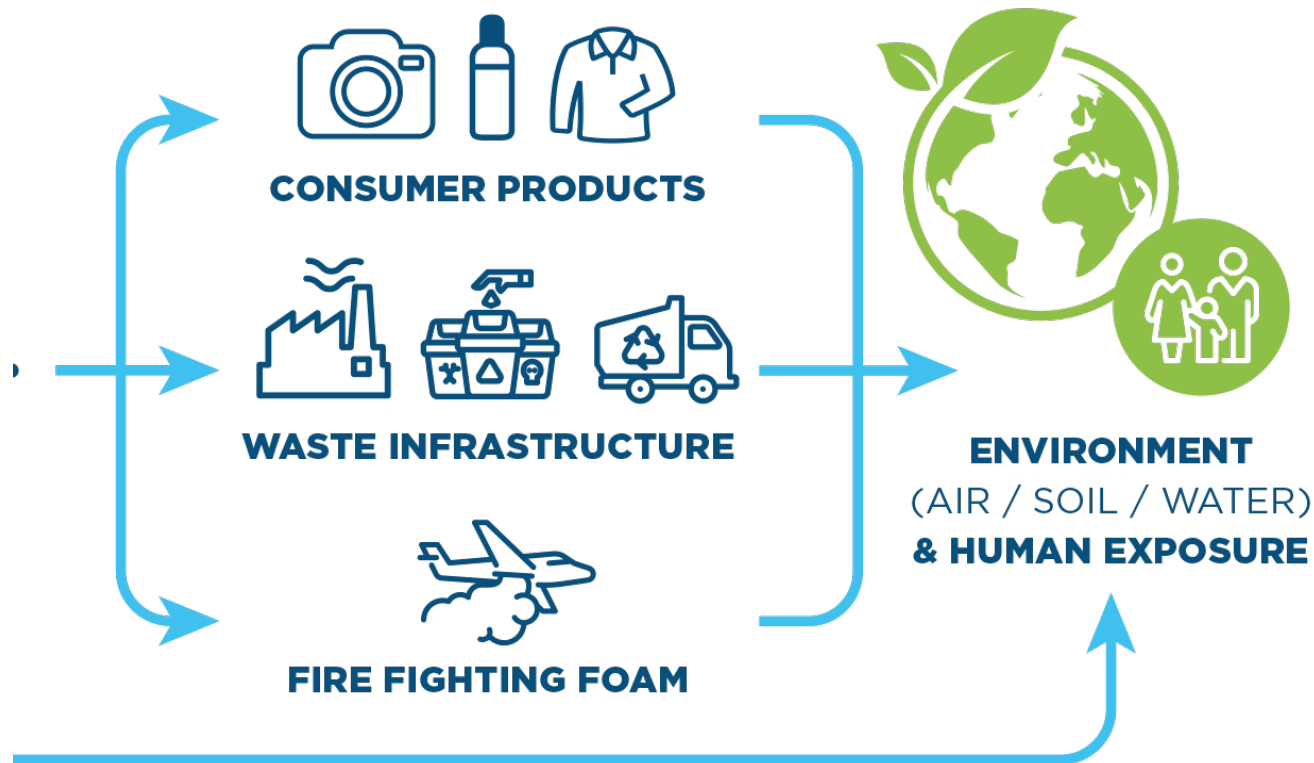 CONSUMER PRODUCTS
WASTE INFRASTRUCTURE
FIRE FIGHTING FOAM
ENVIRONMENT
(AIR / SOIL / WATER)
& HUMAN EXPOSURE